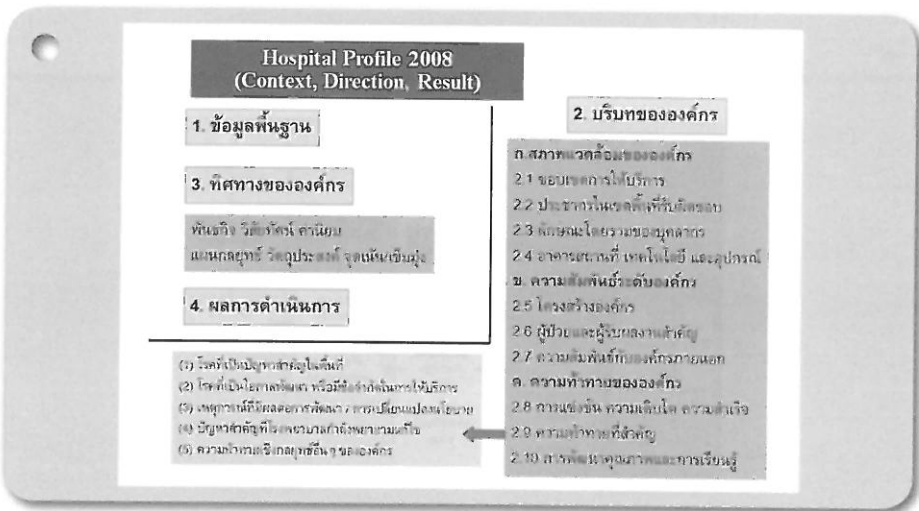 Hospital Profile 2008
(Context, Direction, Result)
1. ข้อมูลพื้นฐาน
3. ทิศทางขององค์กร
พันธกิจ วิสัยทัศน์ ค่านิยม
แผนกลยุทธ์ วัตถุประสงค์ จุดเน้น/เข็มมุ่ง
4. ผลการดำเนินการ
(1) โรคที่เป็นปัญหาสำคัญในพื้นที่
(2) โรคที่เป็นโอกาสพัฒนา หรือมีข้อจำกัดในการให้บริการ
(3) เหตุการณ์ที่มีผลต่อการพัฒนา / การเปลี่ยนแปลงนโยบาย
(4) ปัญหาสำคัญที่โรงพยาบาลกำลังพยายามแก้ไข
(5) ความท้าทายเชิงกลยุทธ์อื่น ๆ ขององค์กร
2. บริบทขององค์กร
ก.สภาพแวดล้อมขององค์กร
2.1 ขอบเขตการให้บริการ
2.2 ประชากรในเขตพื้นที่รับผิดชอบ
2.3 ลักษณะโดยรวมของบุคลากร
2.4 อาคารสถานที่ เทคโนโลยี และอุปกรณ์
ข. ความสัมพันธ์ระดับองค์กร
2.5 โครงสร้างองค์กร
2.6 ผู้ป่วยและผู้รับผลงานสำคัญ
2.7 ความสัมพันธ์กับองค์กรภายนอก
ค. ความท้าทายขององค์กร
2.8 การแข่งขัน ความเติบโต ความสำเร็จ
2.9 ความท้าทายที่สำคัญ
2.10 การพัฒนาคุณภาพและการเรียนรู้